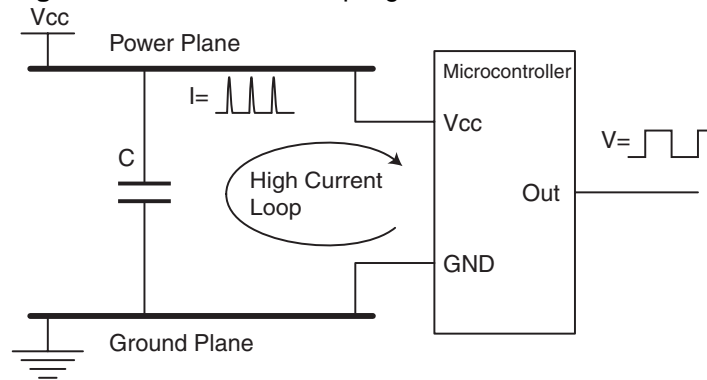 Vcc
Power Plane
Microcontroller
I=
Vcc
V=
C
High Current
Loop
Out
GND
Ground Plane